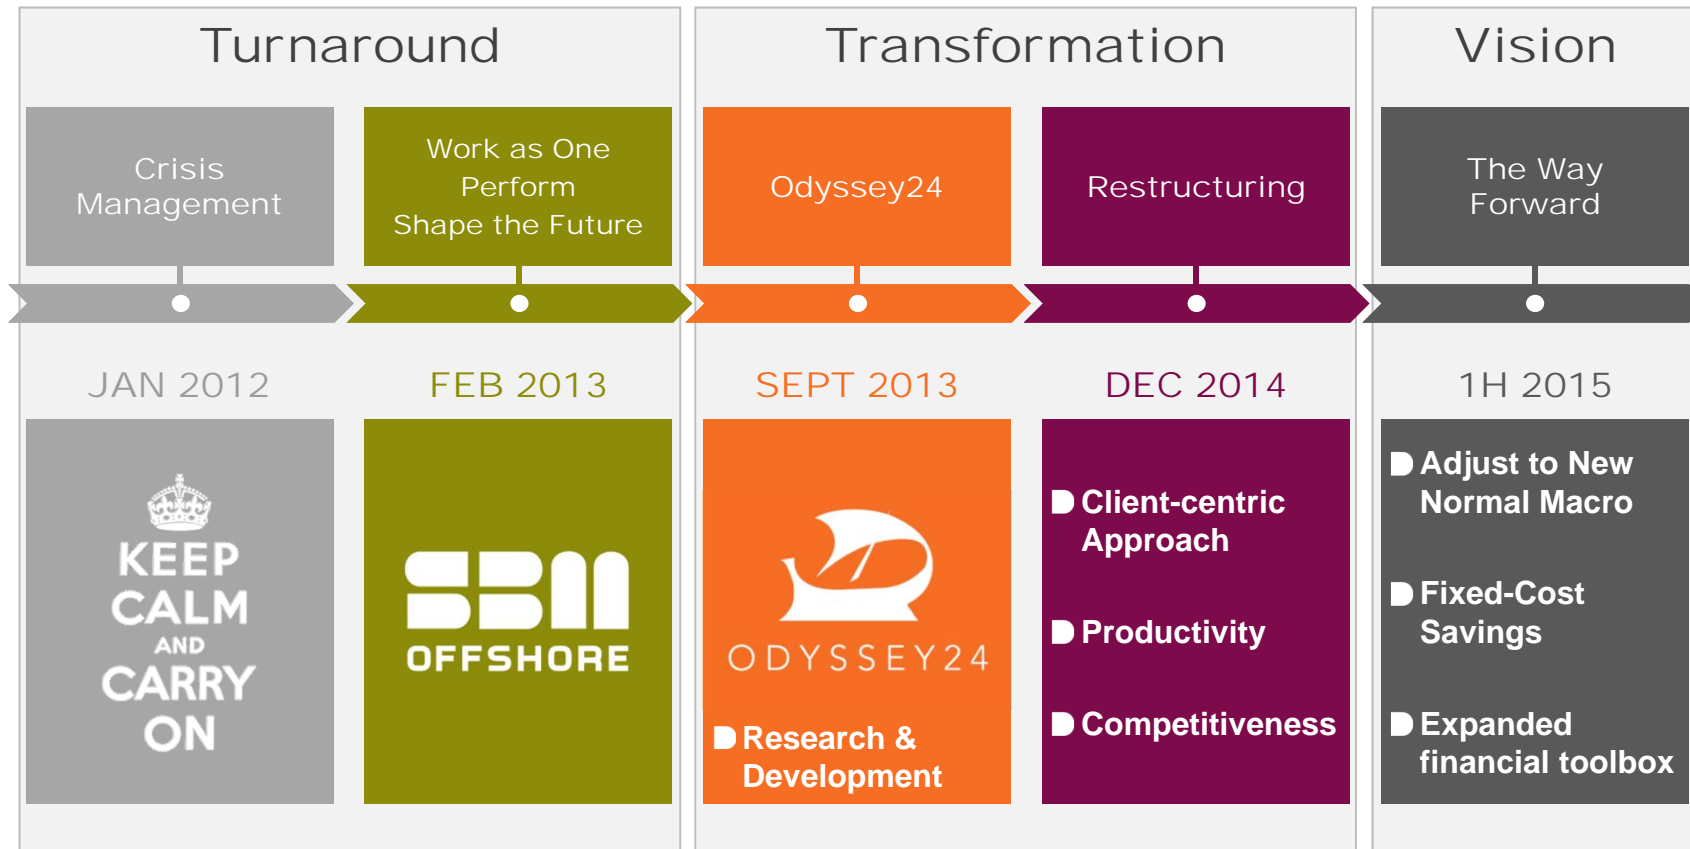 Turnaround
Transformation
Vision
Crisis
Management
Work as One
Perform
Shape the Future
Odyssey24
Restructuring
The Way
Forward
JAN 2012
FEB 2013
SEPT 2013
DEC 2014
1H 2015
KEEP
CALM
AND
CARRY
ON
SBM
OFFSHORE
ODYSSEY24
Research &
Development
Client-centric
Approach
Productivity
Competitiveness
Adjust to New
Normal Macro
Fixed-Cost
Savings
Expanded
financial toolbox